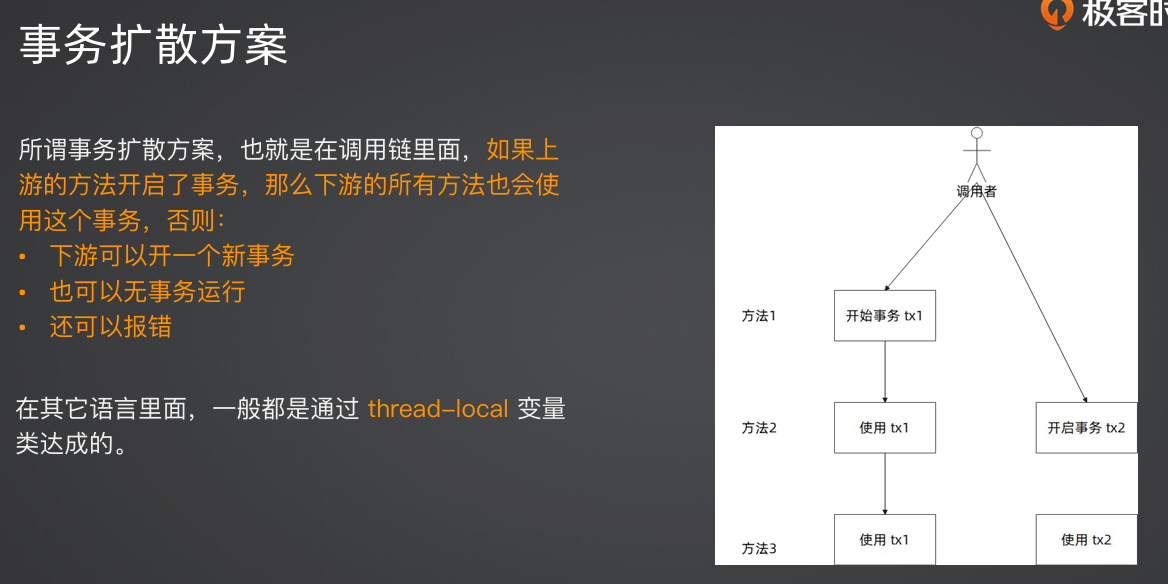 事务扩散方案
极客时
所谓事务扩散方案，也就是在调用链里面，如果上
游的方法开启了事务，那么下游的所有方法也会使
用这个事务，否则：
• 下游可以开一个新事务
• 也可以无事务运行
• 还可以报错
在其它语言里面，一般都是通过 thread-local 变量
类达成的。
调用者
方法1
开始事务 tx1
方法2
使用 tx1
开启事务 tx2
方法3
使用 tx1
使用 tx2